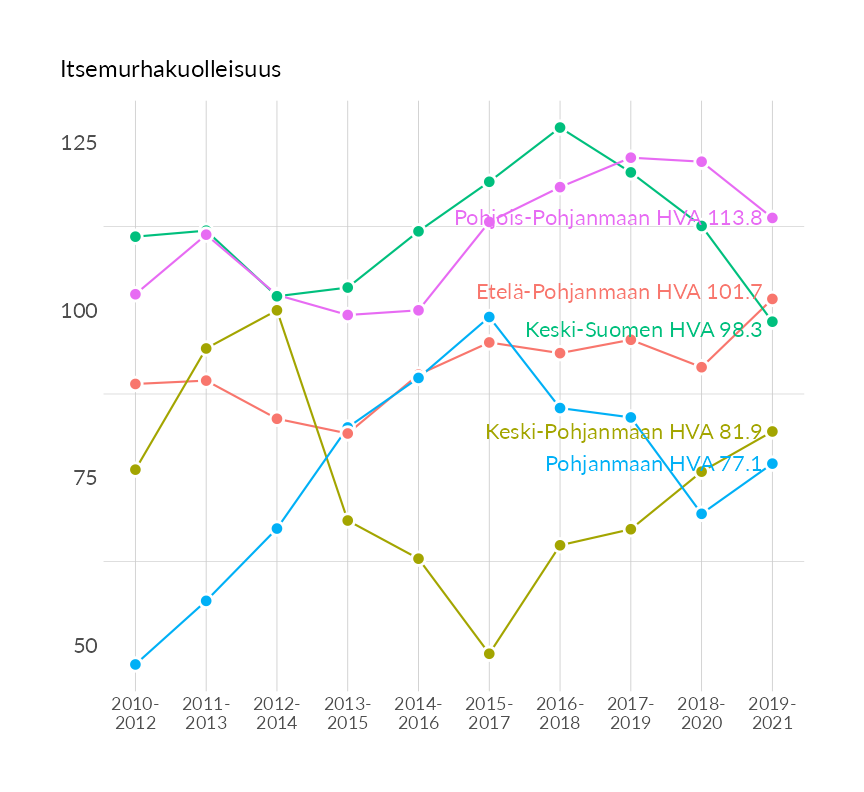 Itsemurhakuolleisuus
125
Pohjois-Pohjanmaan HVA 113.8
Etelä-Pohjanmaan HVA 101.7
100
Keski-Suomen HVA 98.3
Keski-Pohjanmaan HVA 81.9
Pohjanmaan HVA 77.1
75
50
2010- 2011- 2012- 2013- 2014- 2015- 2016- 2017- 2018- 2019-
2012 2013 2014 2015 2016 2017 2018 2019 2020 2021